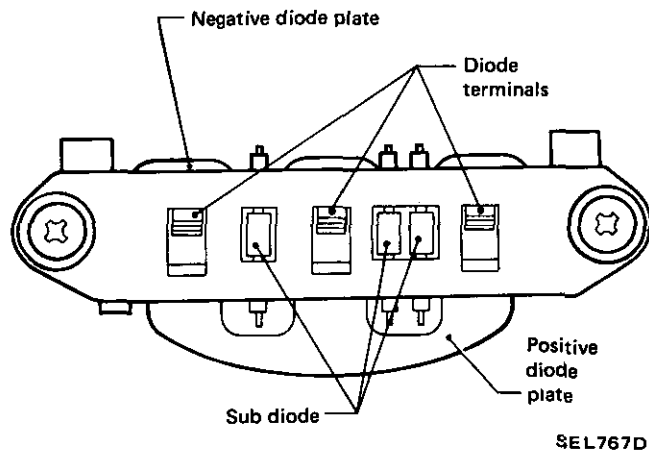 Negative diode plate
Diode
terminals
Positive
diode
plate
Sub diode
SEL767D